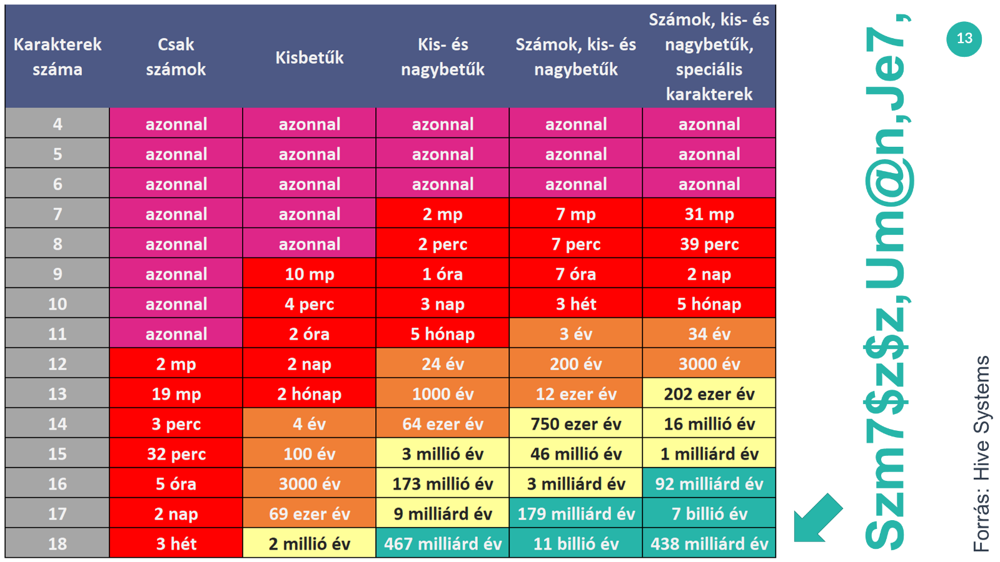 Karakterek száma
Csak számok
Kisbetűk
Kis- és nagybetűk
Számok, kis- és nagybetűk
Számok, kis- és nagybetűk, speciális karakterek
4 azonnal azonnal azonnal azonnal azonnal
5 azonnal azonnal azonnal azonnal azonnal
6 azonnal azonnal azonnal azonnal azonnal
7 azonnal azonnal 2 mp 7 mp 31 mp
8 azonnal azonnal 2 perc 7 perc 39 perc
9 azonnal 10 mp 1 óra 7 óra 2 nap
10 azonnal 4 perc 3 nap 3 hét 5 hónap
11 azonnal 2 óra 5 hónap 3 év 34 év
12 2 mp 2 nap 24 év 200 év 3000 év
13 19 mp 2 hónap 1000 év 12 ezer év 202 ezer év
14 3 perc 4 év 64 ezer év 750 ezer év 16 millió év
15 32 perc 100 év 3 millió év 46 millió év 1 milliárd év
16 5 óra 3000 év 173 millió év 3 milliárd év 92 milliárd év
17 2 nap 69 ezer év 9 milliárd év 179 milliárd év 7 billió év
18 3 hét 2 millió év 467 milliárd év 11 billió év 438 milliárd év
Szm7$z$z,Um@n,Je7,
13
Forrás: Hive Systems